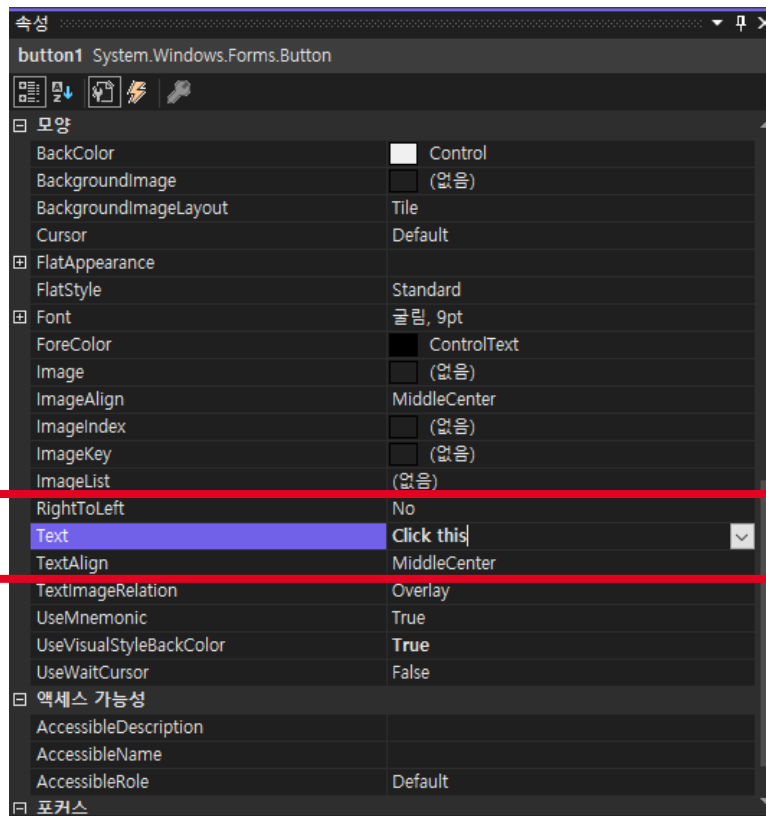 속성
button1 System.Windows.Forms.Button
모양
BackColor Control
BackgroundImage (없음)
BackgroundImageLayout Tile
Cursor Default
FlatAppearance
FlatStyle Standard
Font 굴림, 9pt
ForeColor ControlText
Image (없음)
ImageAlign MiddleCenter
ImageIndex (없음)
ImageKey (없음)
ImageList (없음)
RightToLeft No
Text Click this
TextAlign MiddleCenter
TextImageRelation Overlay
UseMnemonic True
UseVisualStyleBackColor True
UseWaitCursor False
액세스 가능성
AccessibleDescription
AccessibleName
AccessibleRole Default
포커스